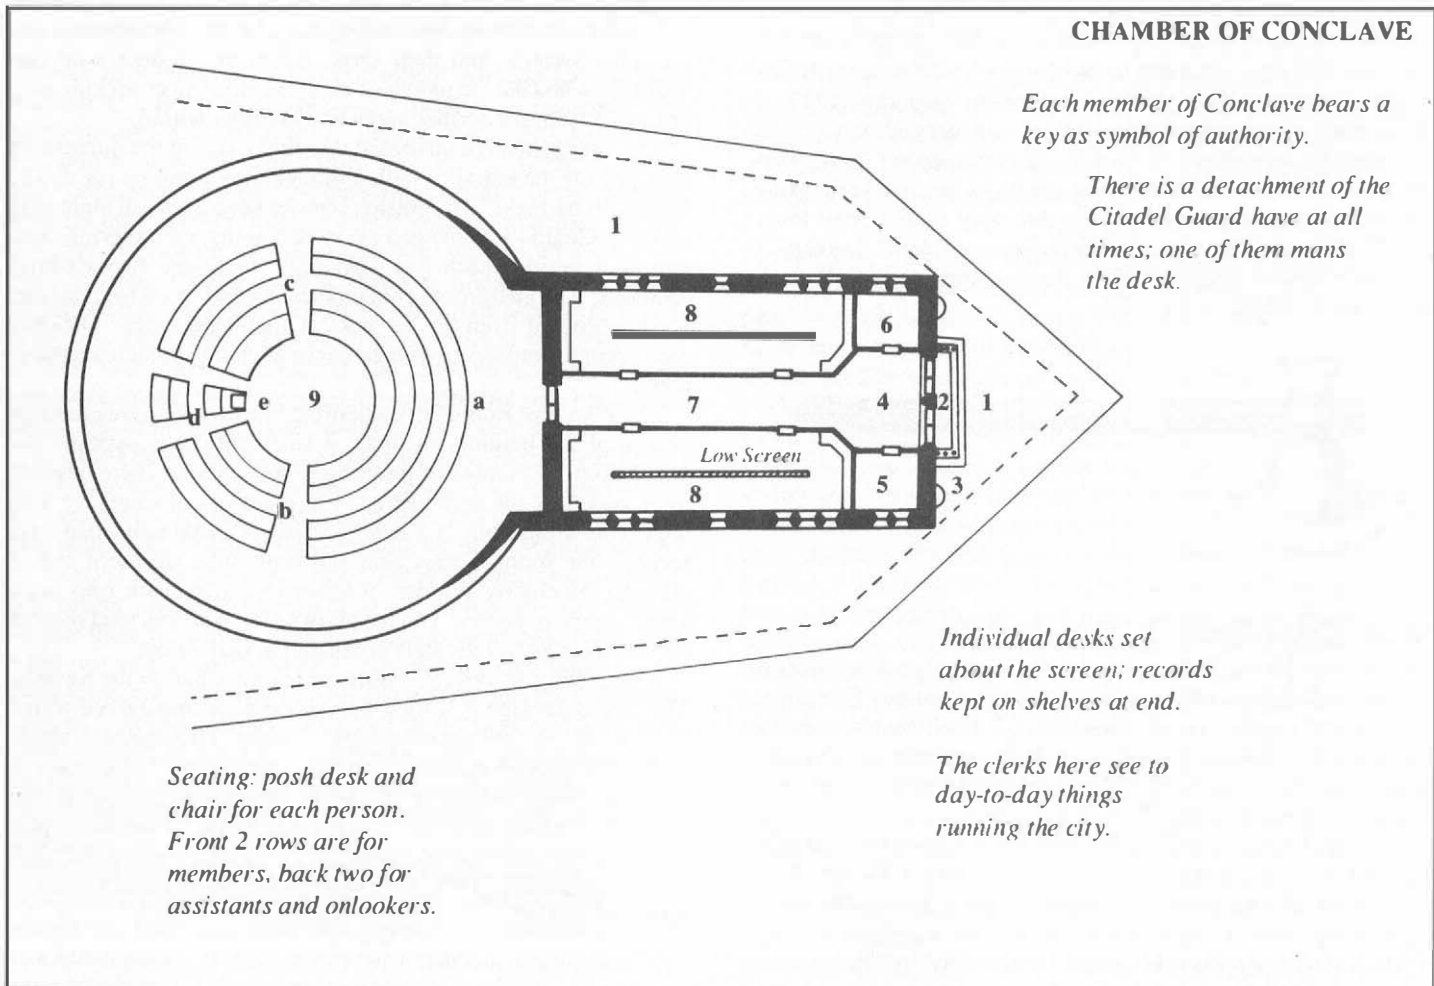 CHAMBER OF CONCLAVE
Each member of Conclave bears a
key as symbol of authority.
There is a detachment of the
Citadel Guard have at all
times; one of them mans
the desk.
1
c
8
6
d
e
9
a
7
4
2
1
Low Screen
8
5
3
b
Individual desks set
about the screen; records
kept on shelves at end.
The clerks here see to
day-to-day things
running the city.
Seating: posh desk and
chair for each person.
Front 2 rows are for
members, back two for
assistants and onlookers.